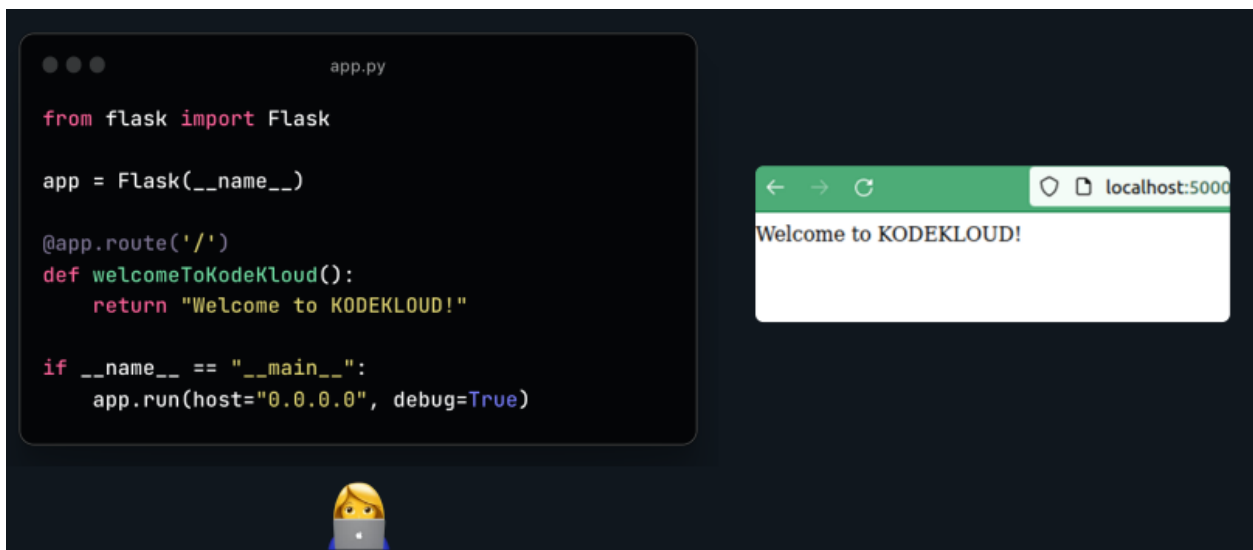 app.py
from flask import Flask
app = Flask(__name__)
@app.route('/')
def welcomeToKodeKloud():
    return "Welcome to KODEKLOUD!"
if __name__ == "__main__":
    app.run(host="0.0.0.0", debug=True)
localhost:5000
Welcome to KODEKLOUD!